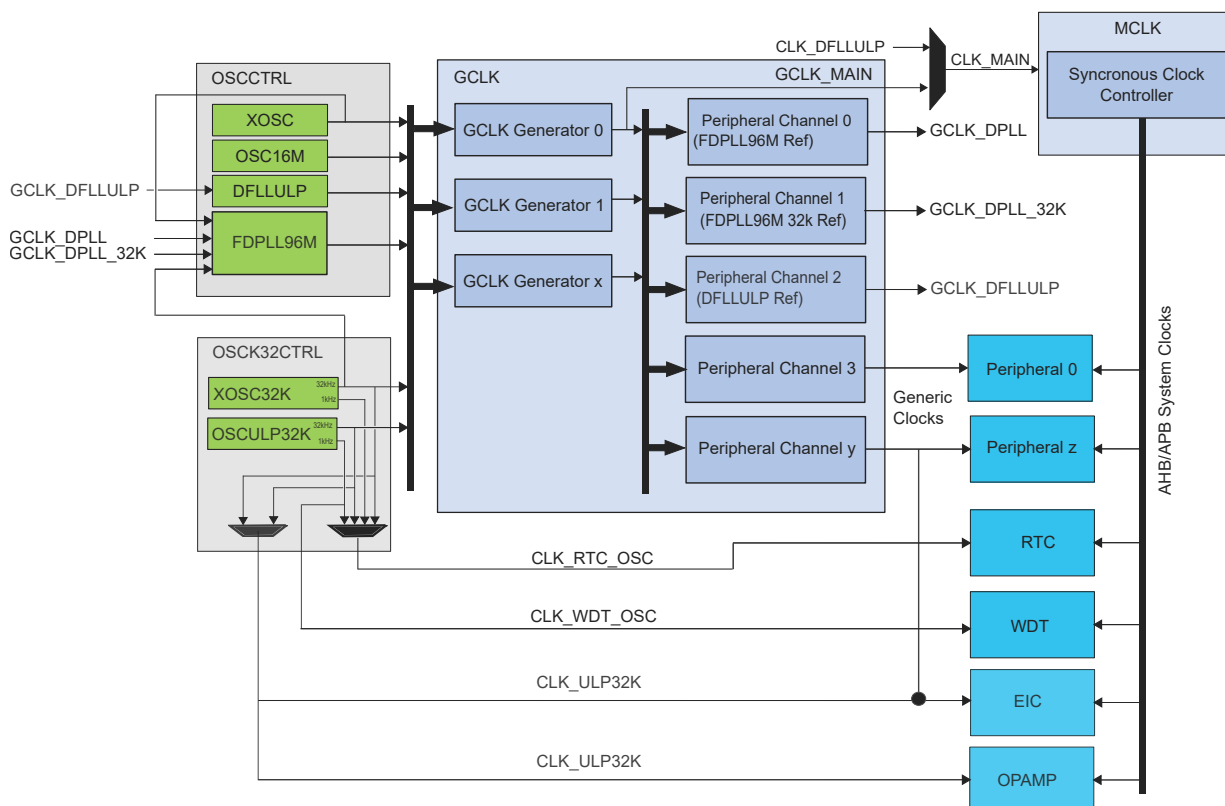 MCLK
Syncronous Clock
Controller
CLK_DFLLULP
CLK_MAIN
GCLK_MAIN
OSCCTRL
XOSC
OSC16M
DFLLULP
FDPLL96M
GCLK_DFLLULP
GCLK_DPLL
GCLK_DPLL_32K
GCLK
GCLK Generator 0
GCLK Generator 1
GCLK Generator x
Peripheral Channel 0
(FDPLL96M Ref)
Peripheral Channel 1
(FDPLL96M 32k Ref)
Peripheral Channel 2
(DFLLULP Ref)
Peripheral Channel 3
Peripheral Channel y
GCLK_DPLL
GCLK_DPLL_32K
GCLK_DFLLULP
Generic
Clocks
OSCK32CTRL
XOSC32K
32kHz
1kHz
OSCULP32K
32kHz
1kHz
Peripheral 0
Peripheral z
AHB/APB System Clocks
CLK_RTC_OSC
RTC
CLK_WDT_OSC
WDT
CLK_ULP32K
EIC
CLK_ULP32K
OPAMP